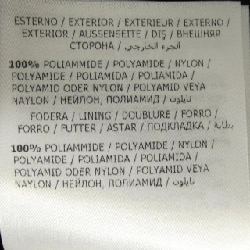 ESTERNO / EXTERIOR / EXTERIEUR / EXTERNO /
EXTERIOR / AUSSENSEITE / DIŞ / ВНЕШНЯЯ
СТОРОНА / الجزء الخارجي /
100% POLIAMMIDE / POLYAMIDE / NYLON /
POLYAMIDE / POLIAMIDA / POLIAMIDA /
POLYAMID ODER NYLON / POLYAMID VEYA
NAYLON / НЕЙЛОН, ПОЛИАМИД / نايلون /
FODERA / LINING / DOUBLURE / FORRO /
FORRO / FUTTER / ASTAR / ПОДКЛАДКА / بطانة /
100% POLIAMMIDE / POLYAMIDE / NYLON /
POLYAMIDE / POLIAMIDA / POLIAMIDA /
POLYAMID ODER NYLON / POLYAMID VEYA
NAYLON / НЕЙЛОН, ПОЛИАМИД / نايلون /